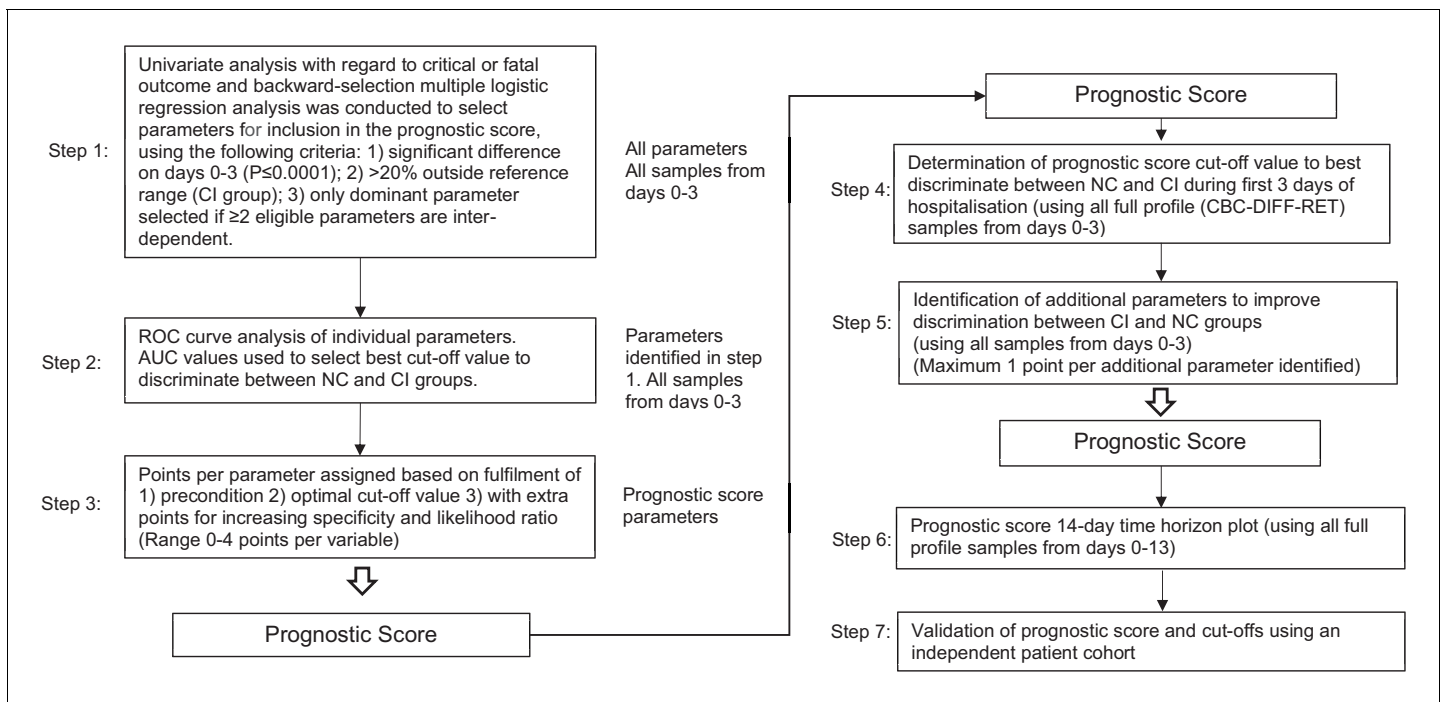 Step 1:
Univariate analysis with regard to critical or fatal
outcome and backward-selection multiple logistic
regression analysis was conducted to select
parameters for inclusion in the prognostic score,
using the following criteria: 1) significant difference
on days 0-3 (P≤0.0001); 2) >20% outside reference
range (CI group); 3) only dominant parameter
selected if ≥2 eligible parameters are inter-
dependent.
All parameters
All samples from
days 0-3
Step 2:
ROC curve analysis of individual parameters.
AUC values used to select best cut-off value to
discriminate between NC and CI groups.
Parameters
identified in step
1. All samples
from days 0-3
Step 3:
Points per parameter assigned based on fulfilment of
1) precondition 2) optimal cut-off value 3) with extra
points for increasing specificity and likelihood ratio
(Range 0-4 points per variable)
Prognostic score
parameters
Prognostic Score
Prognostic Score
Step 4:
Determination of prognostic score cut-off value to best
discriminate between NC and CI during first 3 days of
hospitalisation (using all full profile (CBC-DIFF-RET)
samples from days 0-3)
Step 5:
Identification of additional parameters to improve
discrimination between CI and NC groups
(using all samples from days 0-3)
(Maximum 1 point per additional parameter identified)
Prognostic Score
Step 6:
Prognostic score 14-day time horizon plot (using all full
profile samples from days 0-13)
Step 7:
Validation of prognostic score and cut-offs using an
independent patient cohort